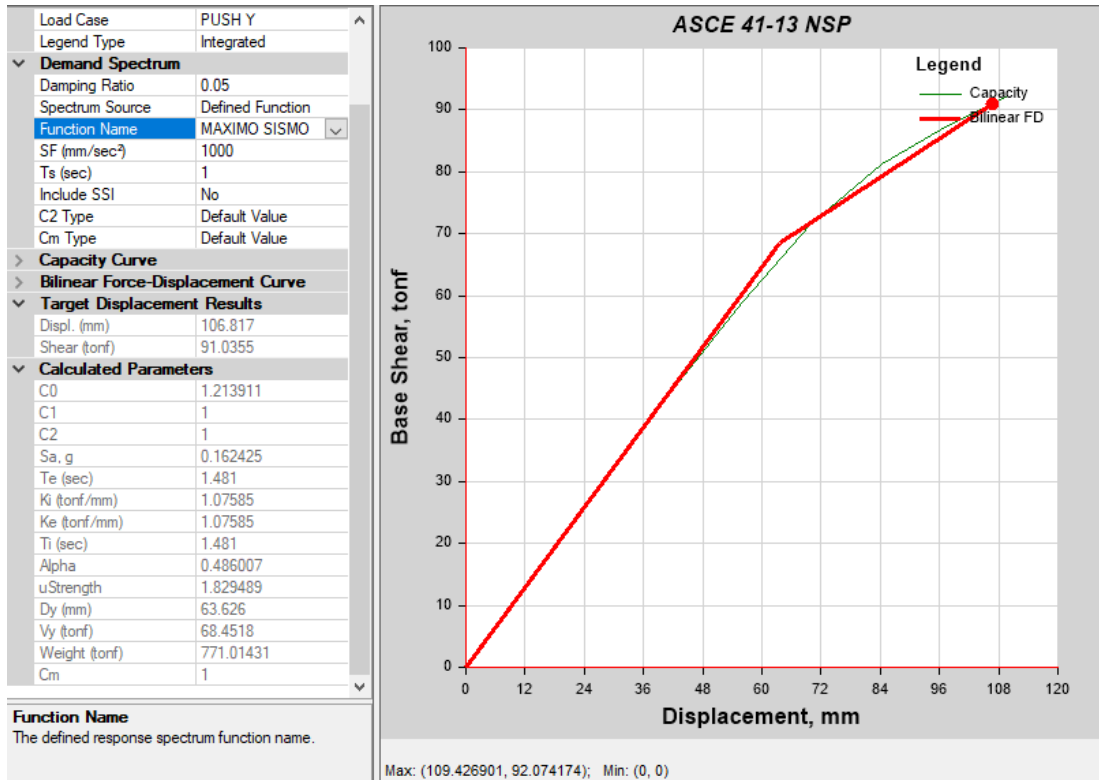 Load Case PUSH Y
Legend Type Integrated
Demand Spectrum
Damping Ratio 0.05
Spectrum Source Defined Function
Function Name MAXIMO SISMO
SF (mm/sec²) 1000
Ts (sec) 1
Include SSI No
C2 Type Default Value
Cm Type Default Value
Capacity Curve
Bilinear Force-Displacement Curve
Target Displacement Results
Displ. (mm) 106.817
Shear (tonf) 91.0355
Calculated Parameters
C0 1.213911
C1 1
C2 1
Sa, g 0.162425
Te (sec) 1.481
Ki (tonf/mm) 1.07585
Ke (tonf/mm) 1.07585
Ti (sec) 1.481
Alpha 0.486007
uStrength 1.829489
Dy (mm) 63.626
Vy (tonf) 68.4518
Weight (tonf) 771.01431
Cm 1
Function Name
The defined response spectrum function name.
ASCE 41-13 NSP
Legend
Capacity
Bilinear FD
100
90
80
70
60
50
40
30
20
10
0
Base Shear, tonf
0 12 24 36 48 60 72 84 96 108 120
Displacement, mm
Max: (109.426901, 92.074174); Min: (0, 0)